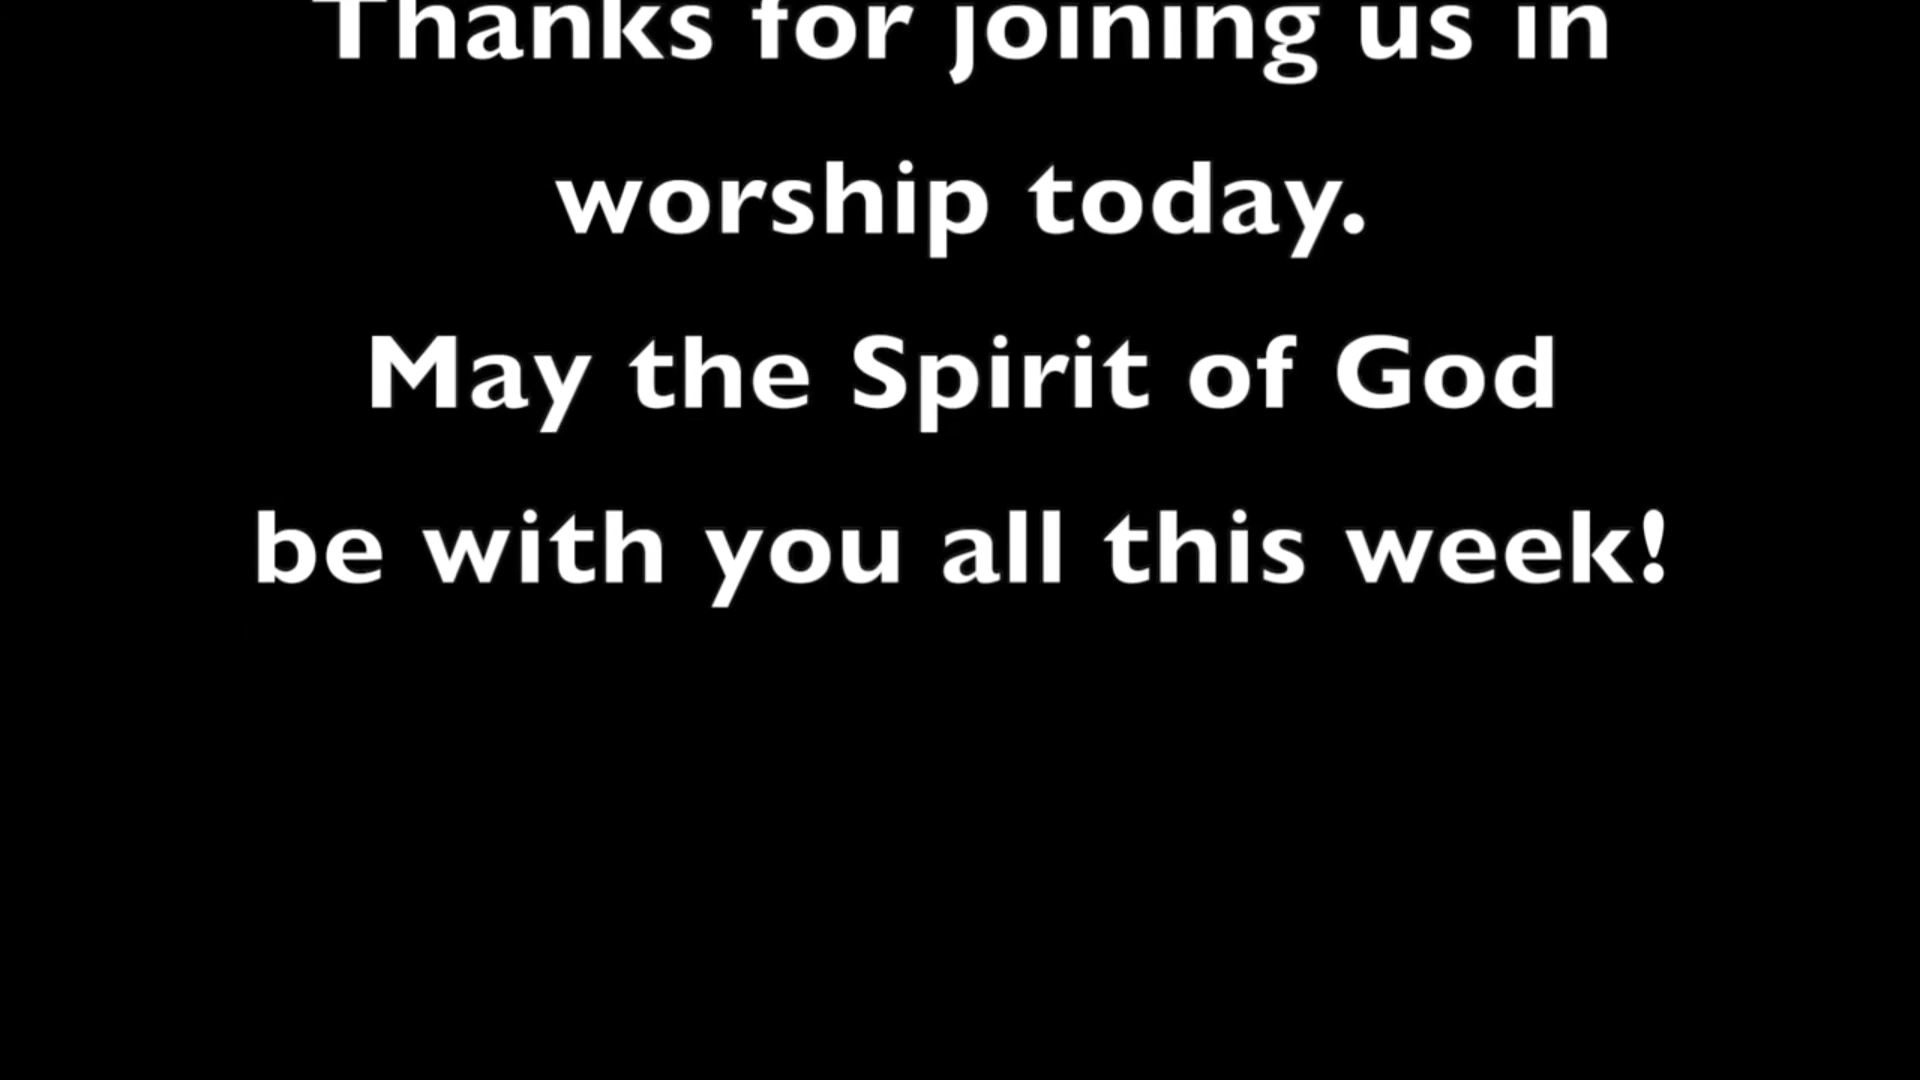 Thanks for joining us in
worship today.
May the Spirit of God
be with you all this week!